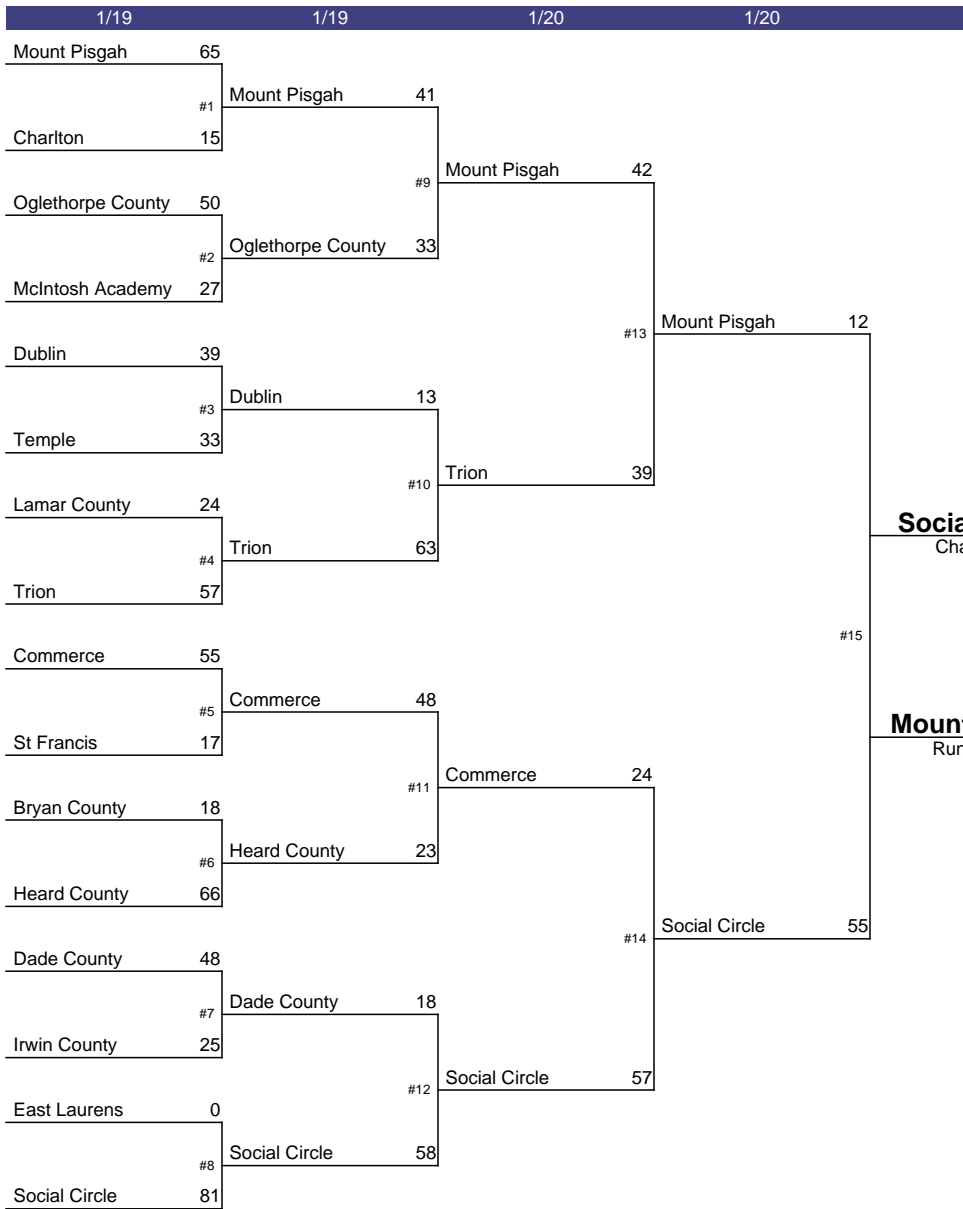 1/19 1/19 1/20 1/20
Mount Pisgah 65
#1
Charlton 15
Oglethorpe County 50
#2
McIntosh Academy 27
Dublin 39
#3
Temple 33
Lamar County 24
#4
Trion 57
Commerce 55
#5
St Francis 17
Bryan County 18
#6
Heard County 66
Dade County 48
#7
Irwin County 25
East Laurens 0
#8
Social Circle 81
Mount Pisgah 41
#9
Oglethorpe County 33
Dublin 13
#10
Trion 63
Commerce 48
#11
Heard County 23
Dade County 18
#12
Social Circle 58
Mount Pisgah 42
#13
Trion 39
Commerce 24
#14
Social Circle 57
Mount Pisgah 12
#15
Social Circle 55
Socia
Cha
Moun
Run